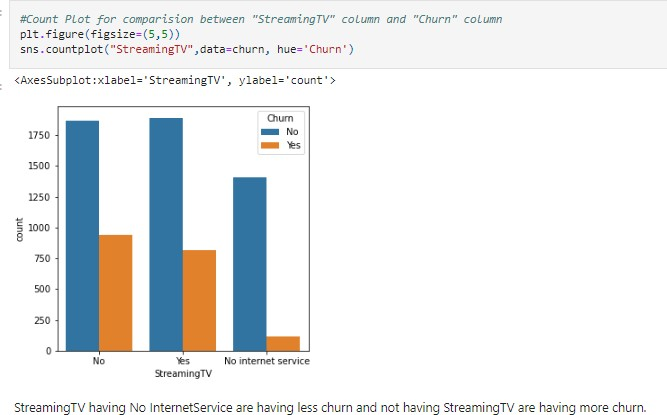 #Count PLot for comparision between "StreamingTV" column and "Churn" column
plt.figure(figsize=(5,5))
sns.countplot("StreamingTV",data=churn, hue='Churn')
<AxesSubplot:xlabel='StreamingTV', ylabel='count'>
Churn
No
Yes
1750
1500
1250
1000
750
500
250
0
count
No Yes No internet service
StreamingTV
StreamingTV having No InternetService are having less churn and not having StreamingTV are having more churn.